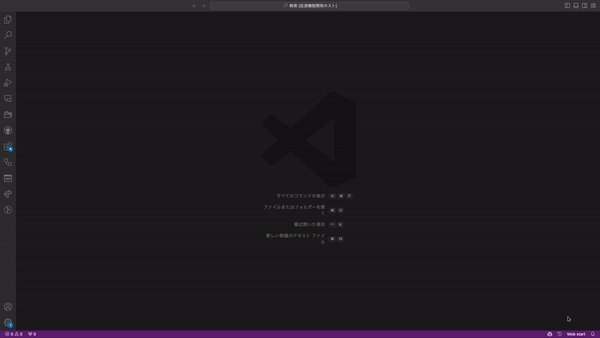 検索 [拡張機能開発ホスト]
すべてのコマンドの表示 ⇧ ⌘ P
ファイルまたはフォルダーを開
く ⌘ O
最近開いた項目 ⌃ R
新しい無題のテキスト ファイ
ル ⌘ N
0 0 0
Mob start